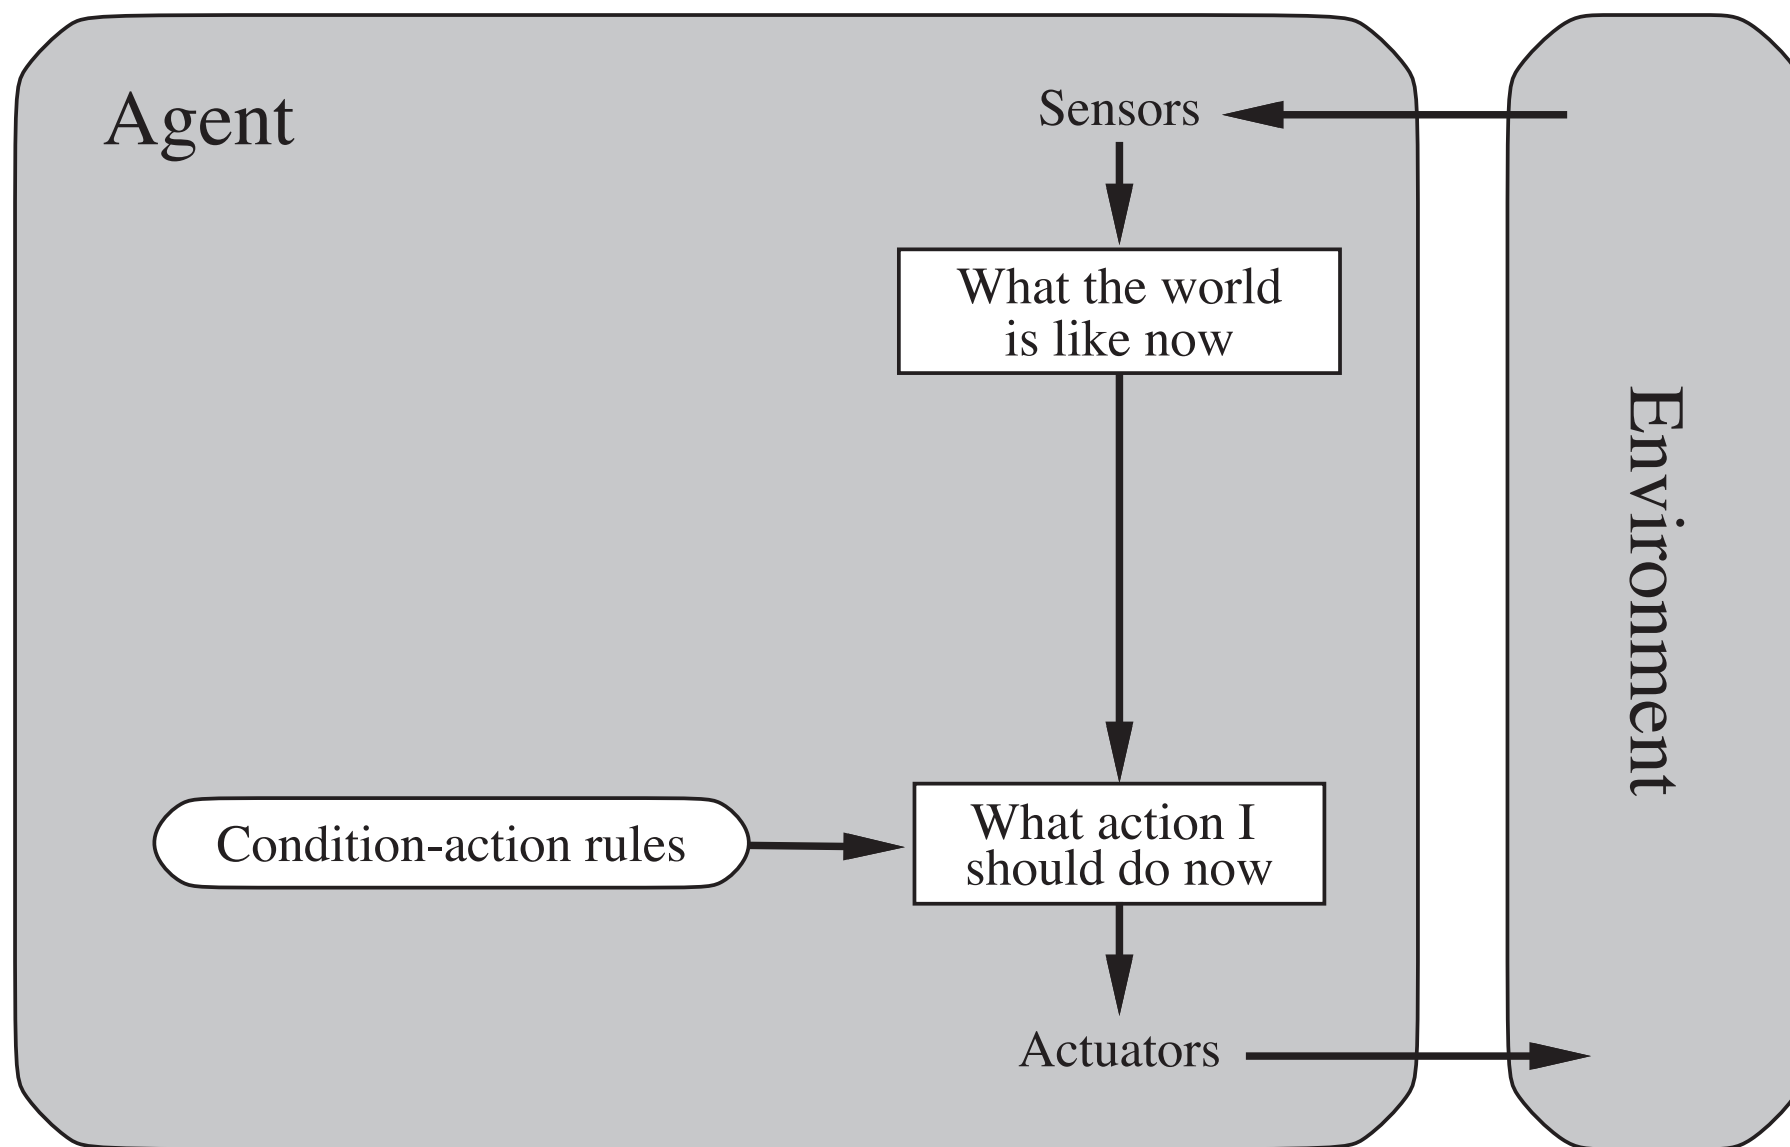 Agent
Sensors
What the world
is like now
Environment
Condition-action rules
What action I
should do now
Actuators